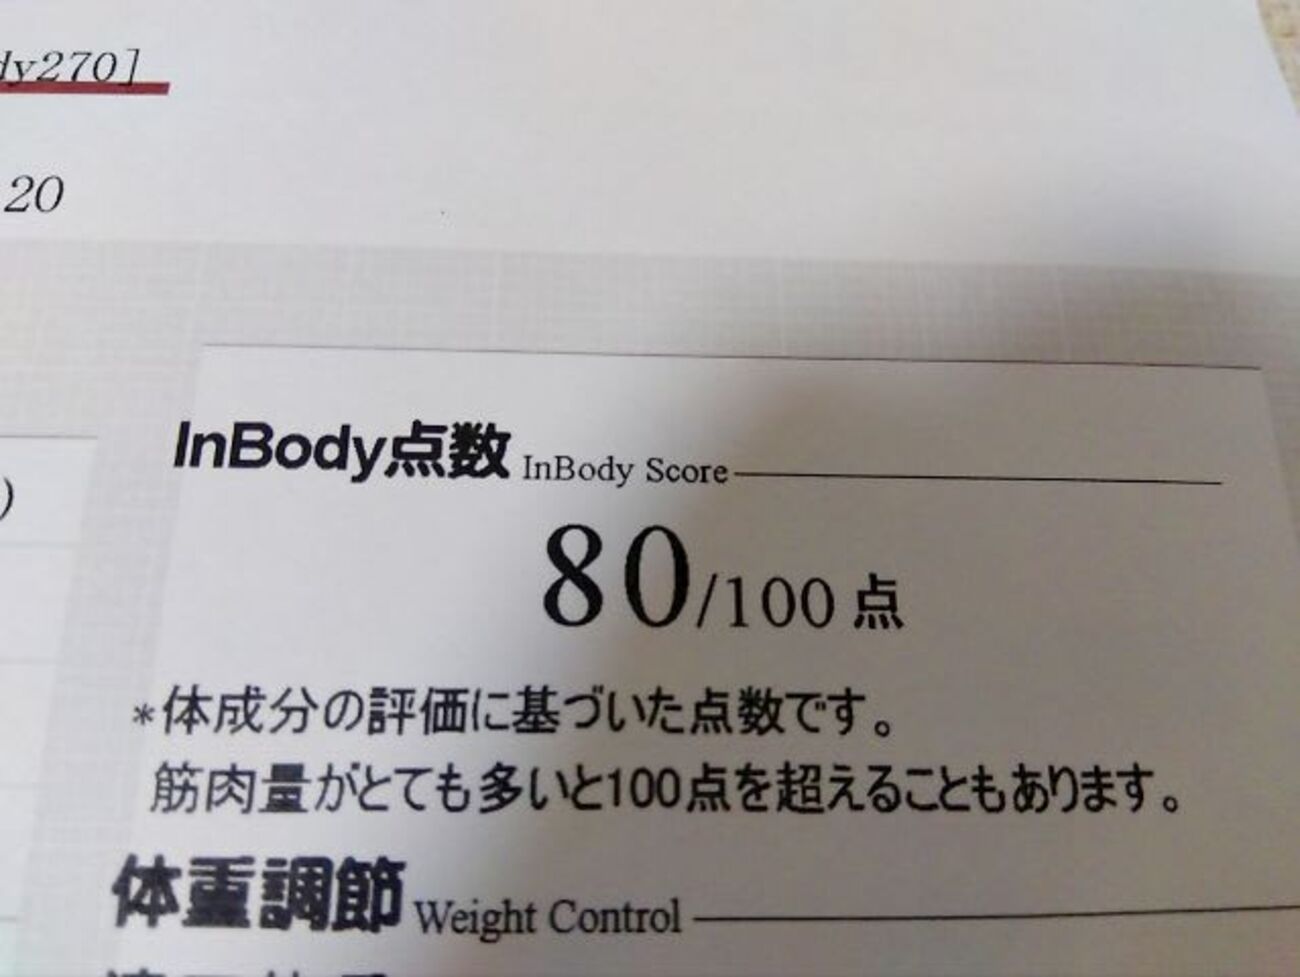 dy270]
20
)
InBody点数 InBody Score
80/100 点
*体成分の評価に基づいた点数です。
筋肉量がとても多いと100点を超えることもあります。
体重調節 Weight Control